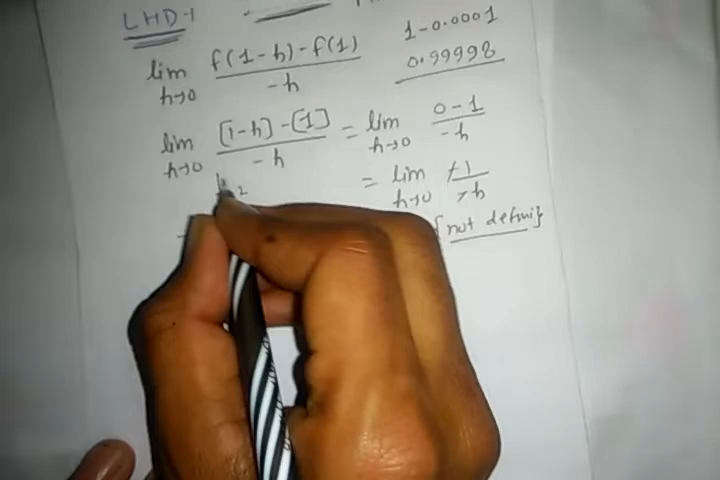 LHD-1
lim h→0 f(1-h)-f(1) / -h
1-0.0001
0.99998
lim h→0 [1-h]-[1] / -h = lim h→0 0-1 / -h
= lim h→0 +1 / +h
{not defini}